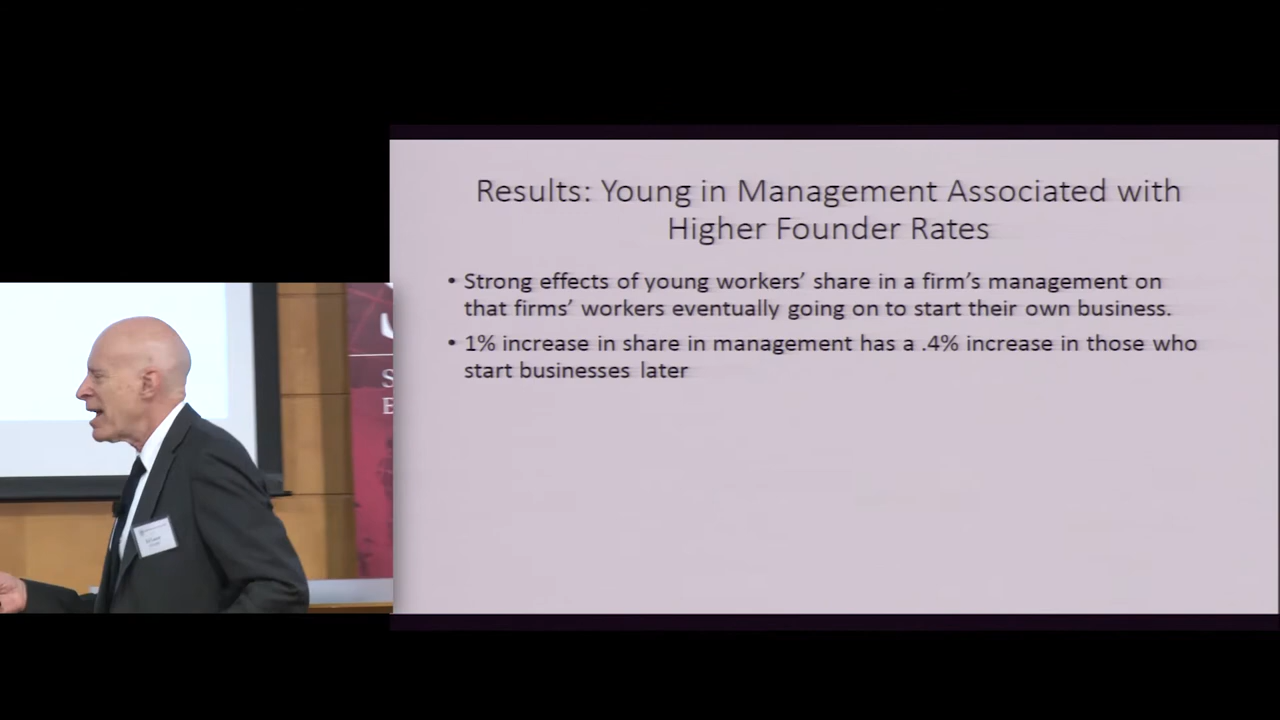 Results: Young in Management Associated with
Higher Founder Rates
• Strong effects of young workers’ share in a firm’s management on
that firms’ workers eventually going on to start their own business.
• 1% increase in share in management has a .4% increase in those who
start businesses later